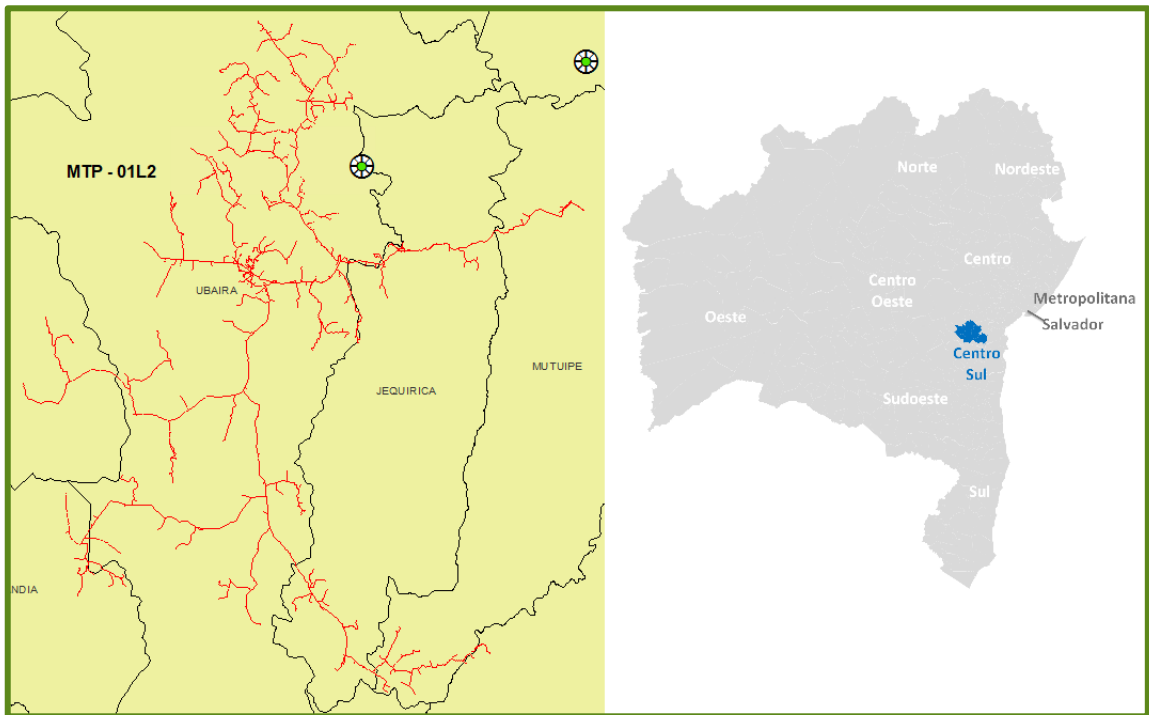 MTP - 01L2
UBAIRA
MUTUIPE
JEQUIRICA
NDIA
Norte
Nordeste
Centro
Centro
Oeste
Oeste
Metropolitana
Salvador
Centro
Sul
Sudoeste
Sul